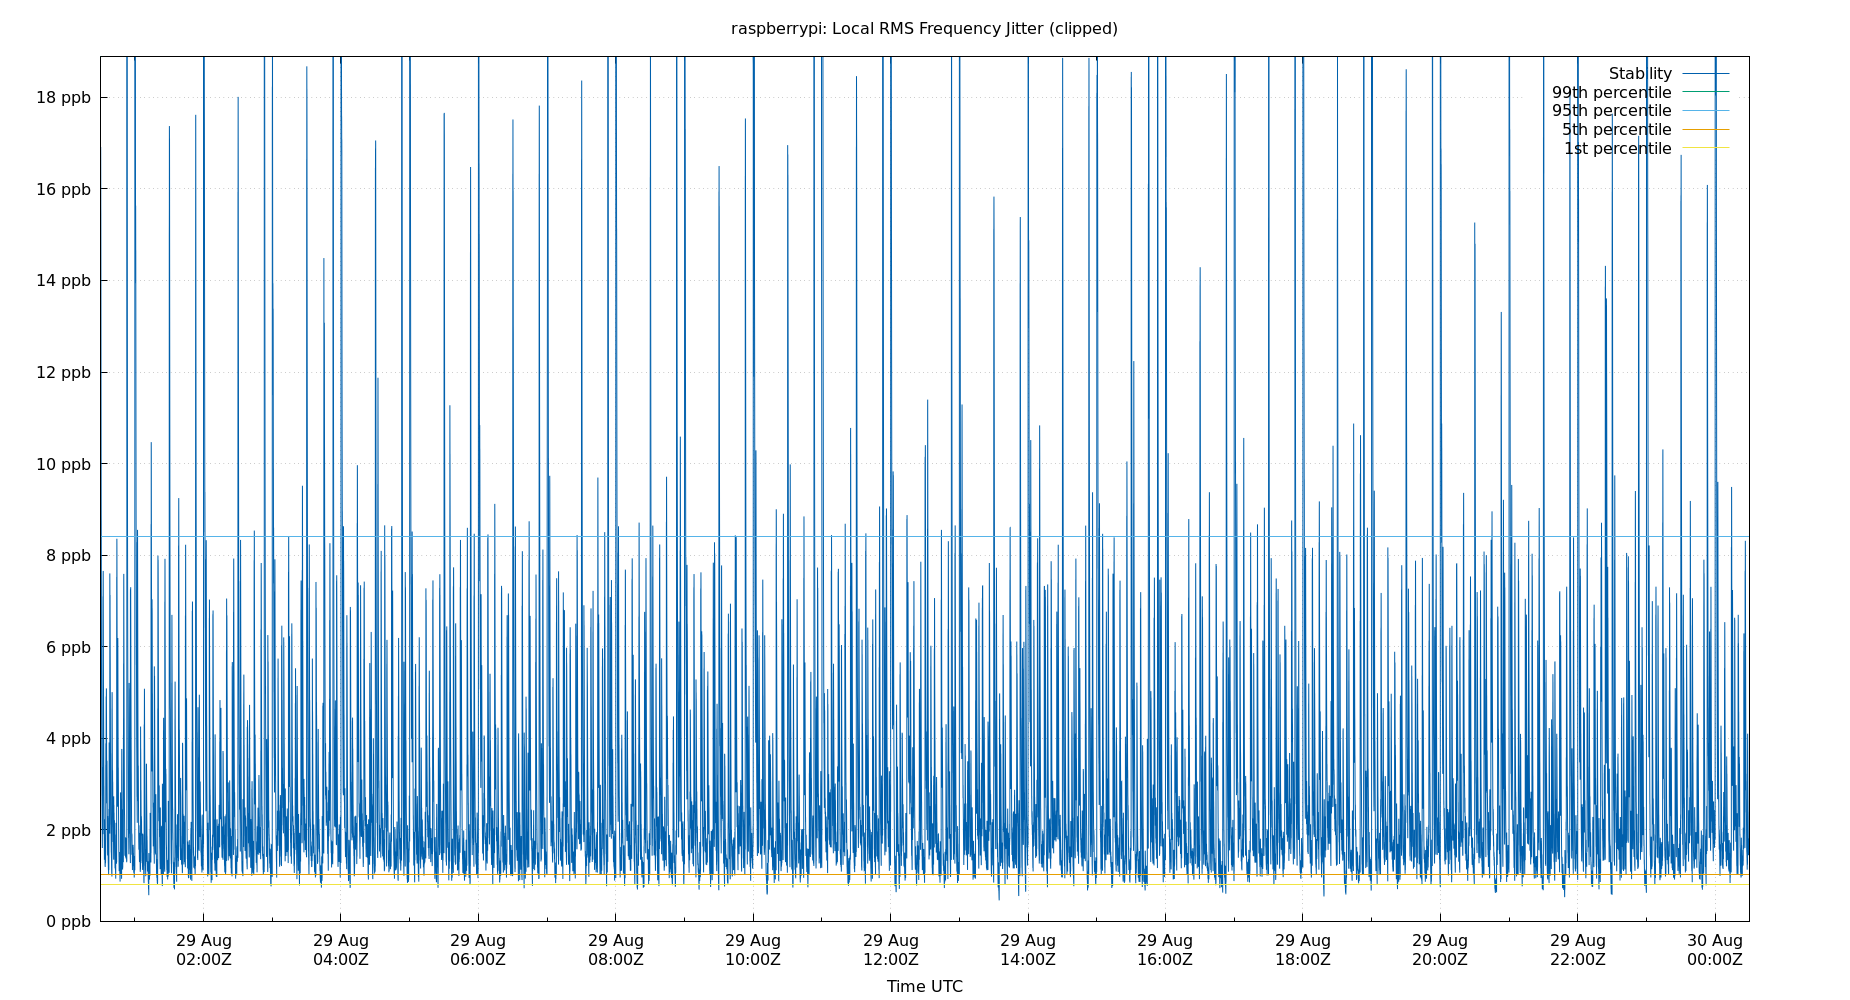 raspberrypi: Local RMS Frequency Jitter (clipped)
Stability
99th percentile
95th percentile
5th percentile
1st percentile
18 ppb
16 ppb
14 ppb
12 ppb
10 ppb
8 ppb
6 ppb
4 ppb
2 ppb
0 ppb
29 Aug 29 Aug 29 Aug 29 Aug 29 Aug 29 Aug 29 Aug 29 Aug 29 Aug 29 Aug 29 Aug 30 Aug
02:00Z 04:00Z 06:00Z 08:00Z 10:00Z 12:00Z 14:00Z 16:00Z 18:00Z 20:00Z 22:00Z 00:00Z
Time UTC